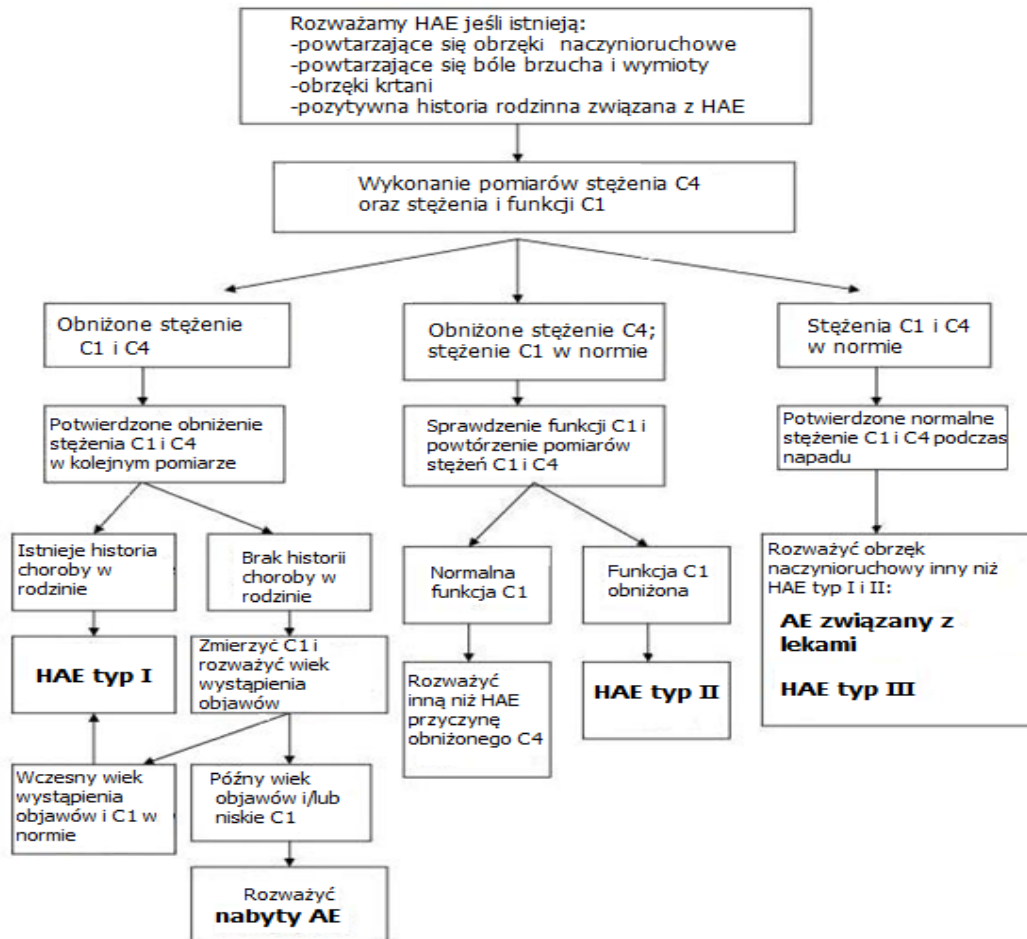 Rozważamy HAE jeśli istnieją:
-powtarzające się obrzęki naczynioruchowe
-powtarzające się bóle brzucha i wymioty
-obrzęki krtani
-pozytywna historia rodzinna związana z HAE
Wykonanie pomiarów stężenia C4
oraz stężenia i funkcji C1
Obniżone stężenie
C1 i C4
Obniżone stężenie C4;
stężenie C1 w normie
Stężenia C1 i C4
w normie
Potwierdzone obniżenie
stężenia C1 i C4
w kolejnym pomiarze
Sprawdzenie funkcji C1 i
powtórzenie pomiarów
stężeń C1 i C4
Potwierdzone normalne
stężenie C1 i C4 podczas
napadu
Istnieje historia
choroby w
rodzinie
Brak historii
choroby w
rodzinie
Normalna
funkcja C1
Funkcja C1
obniżona
Rozważyć obrzęk
naczynioruchowy inny niż
HAE typ I i II:
AE związany z
lekami
HAE typ III
HAE typ I
Zmierzyć C1 i
rozważyć wiek
wystąpienia
objawów
Rozważyć
inną niż HAE
przyczynę
obniżonego C4
HAE typ II
Wczesny wiek
wystąpienia
objawów i C1 w
normie
Późny wiek
objawów i/lub
niskie C1
Rozważyć
nabyty AE